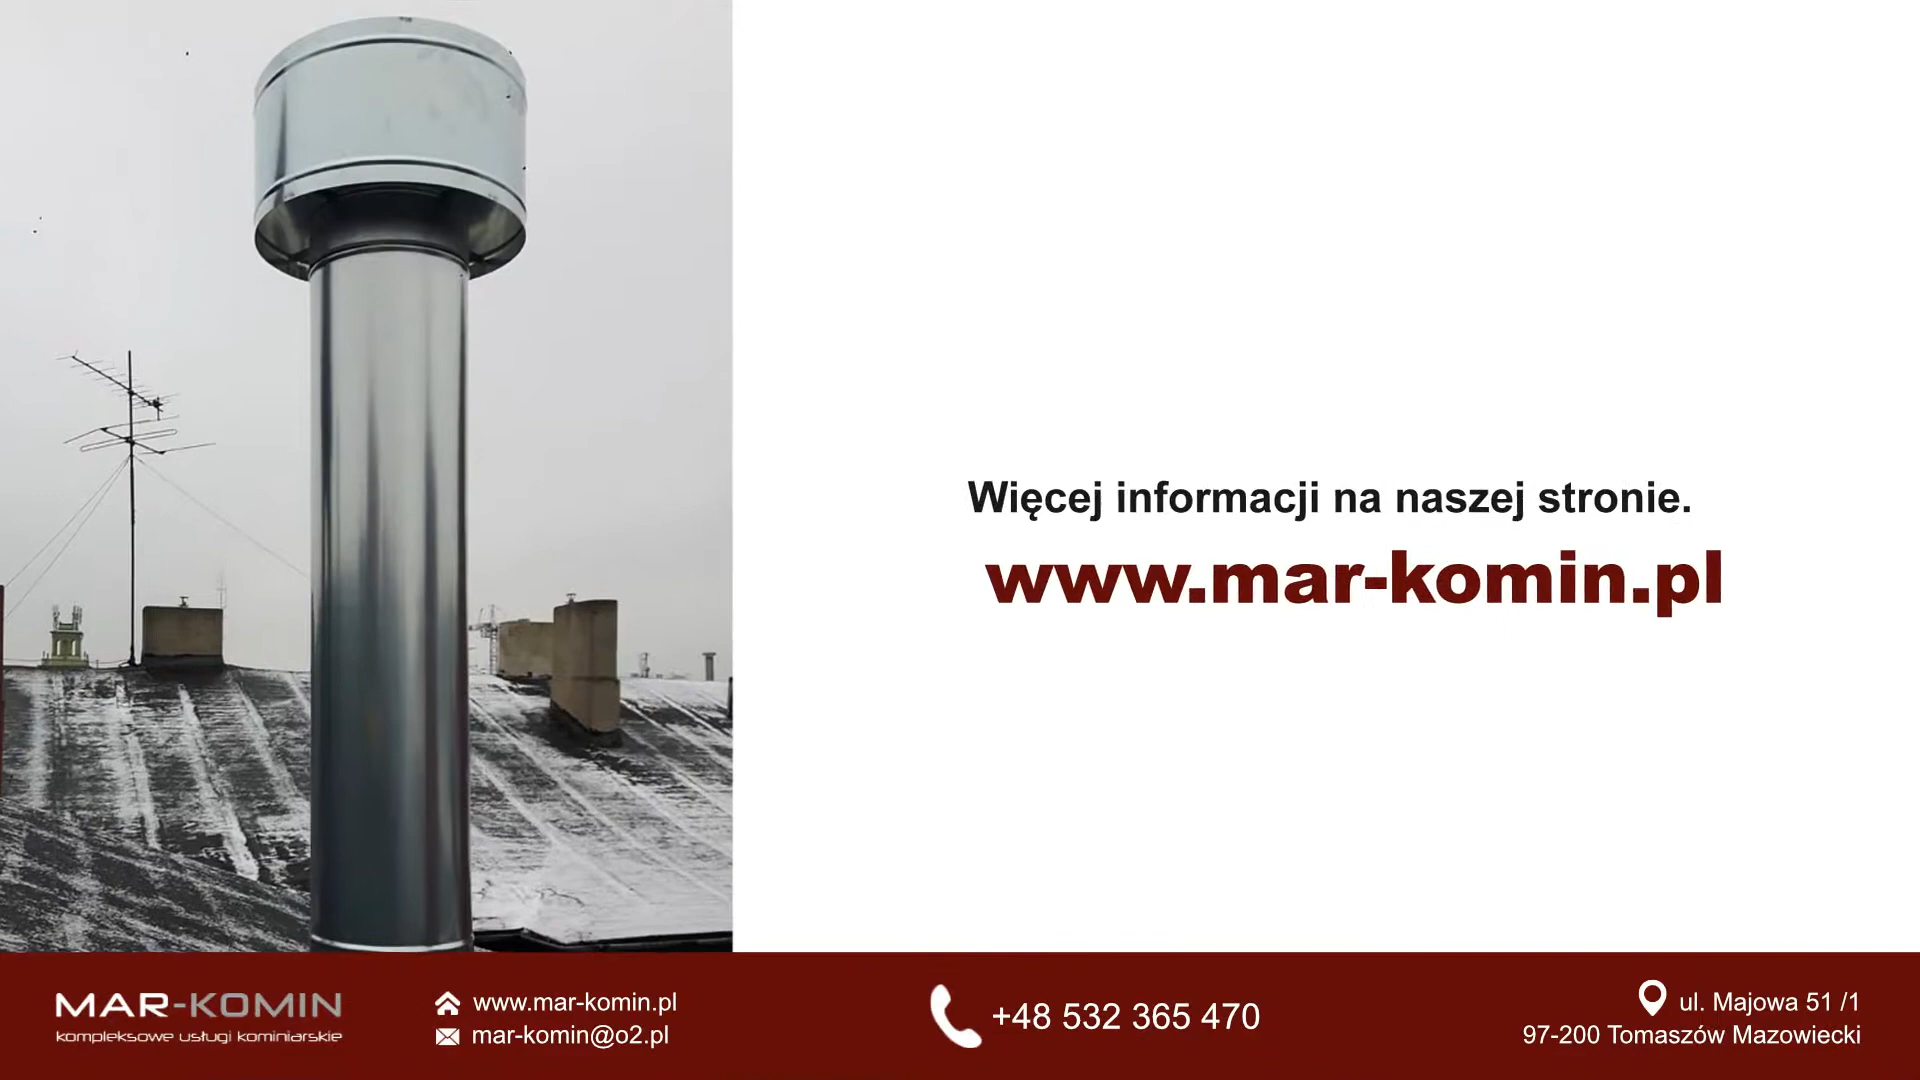 Więcej informacji na naszej stronie.
www.mar-komin.pl
MAR-KOMIN
kompleksowe usługi kominiarskie
www.mar-komin.pl
mar-komin@o2.pl
+48 532 365 470
ul. Majowa 51 /1
97-200 Tomaszów Mazowiecki